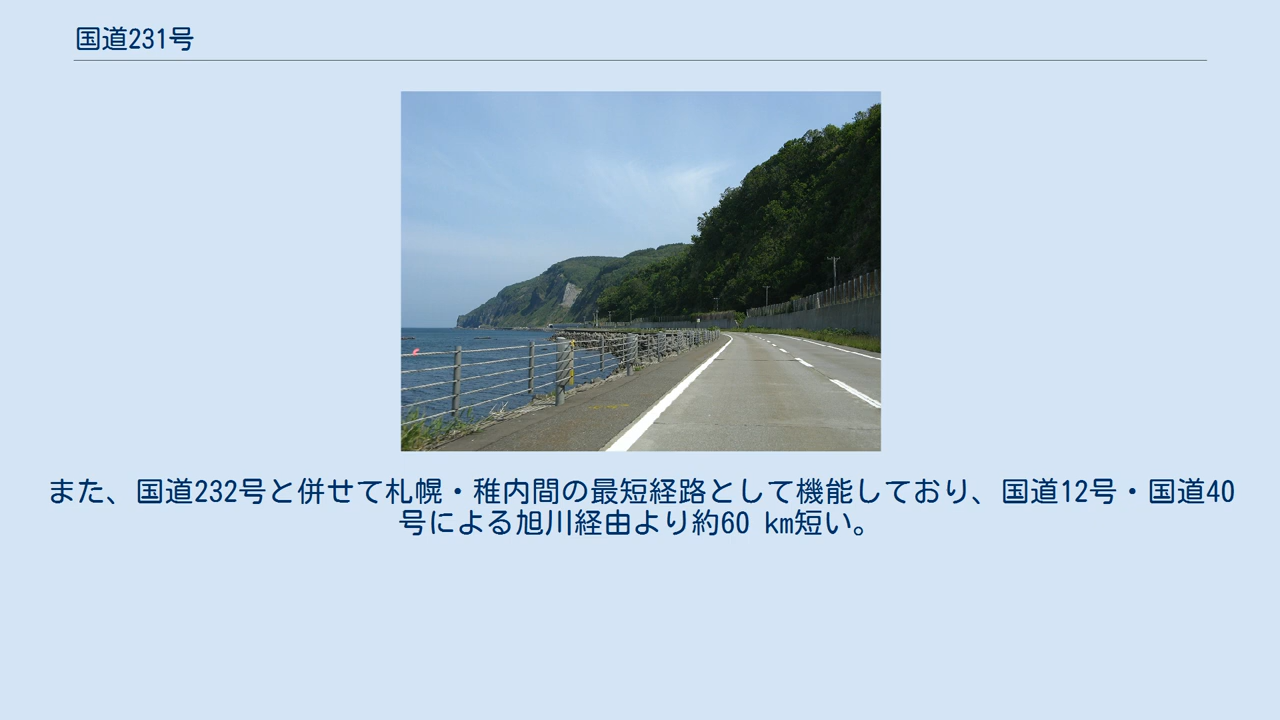 国道231号
また、国道232号と併せて札幌・稚内間の最短経路として機能しており、国道12号・国道40
号による旭川経由より約60 km短い。